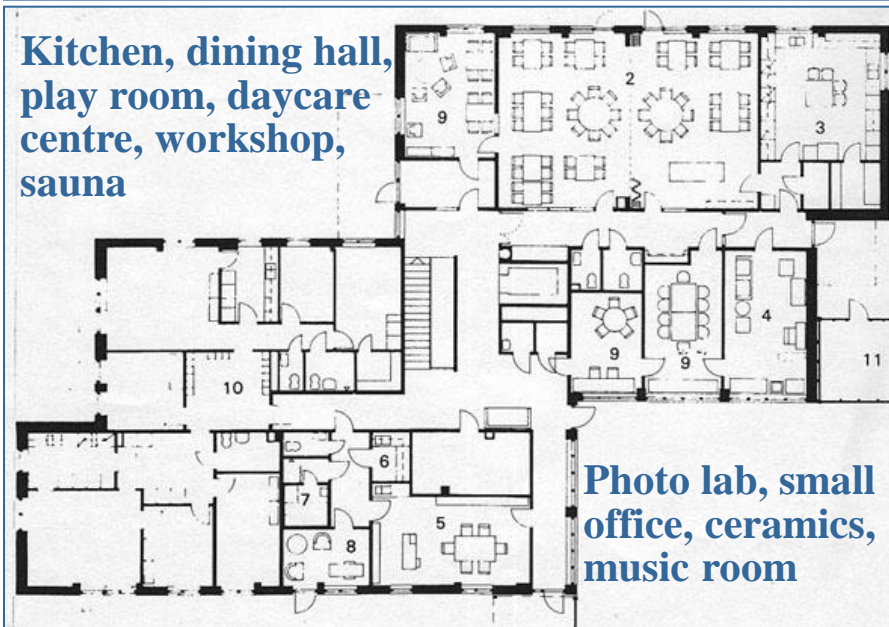 Kitchen, dining hall,
play room, daycare
centre, workshop,
sauna
2
9
3
4
9
9
11
10
6
7
5
8
Photo lab, small
office, ceramics,
music room